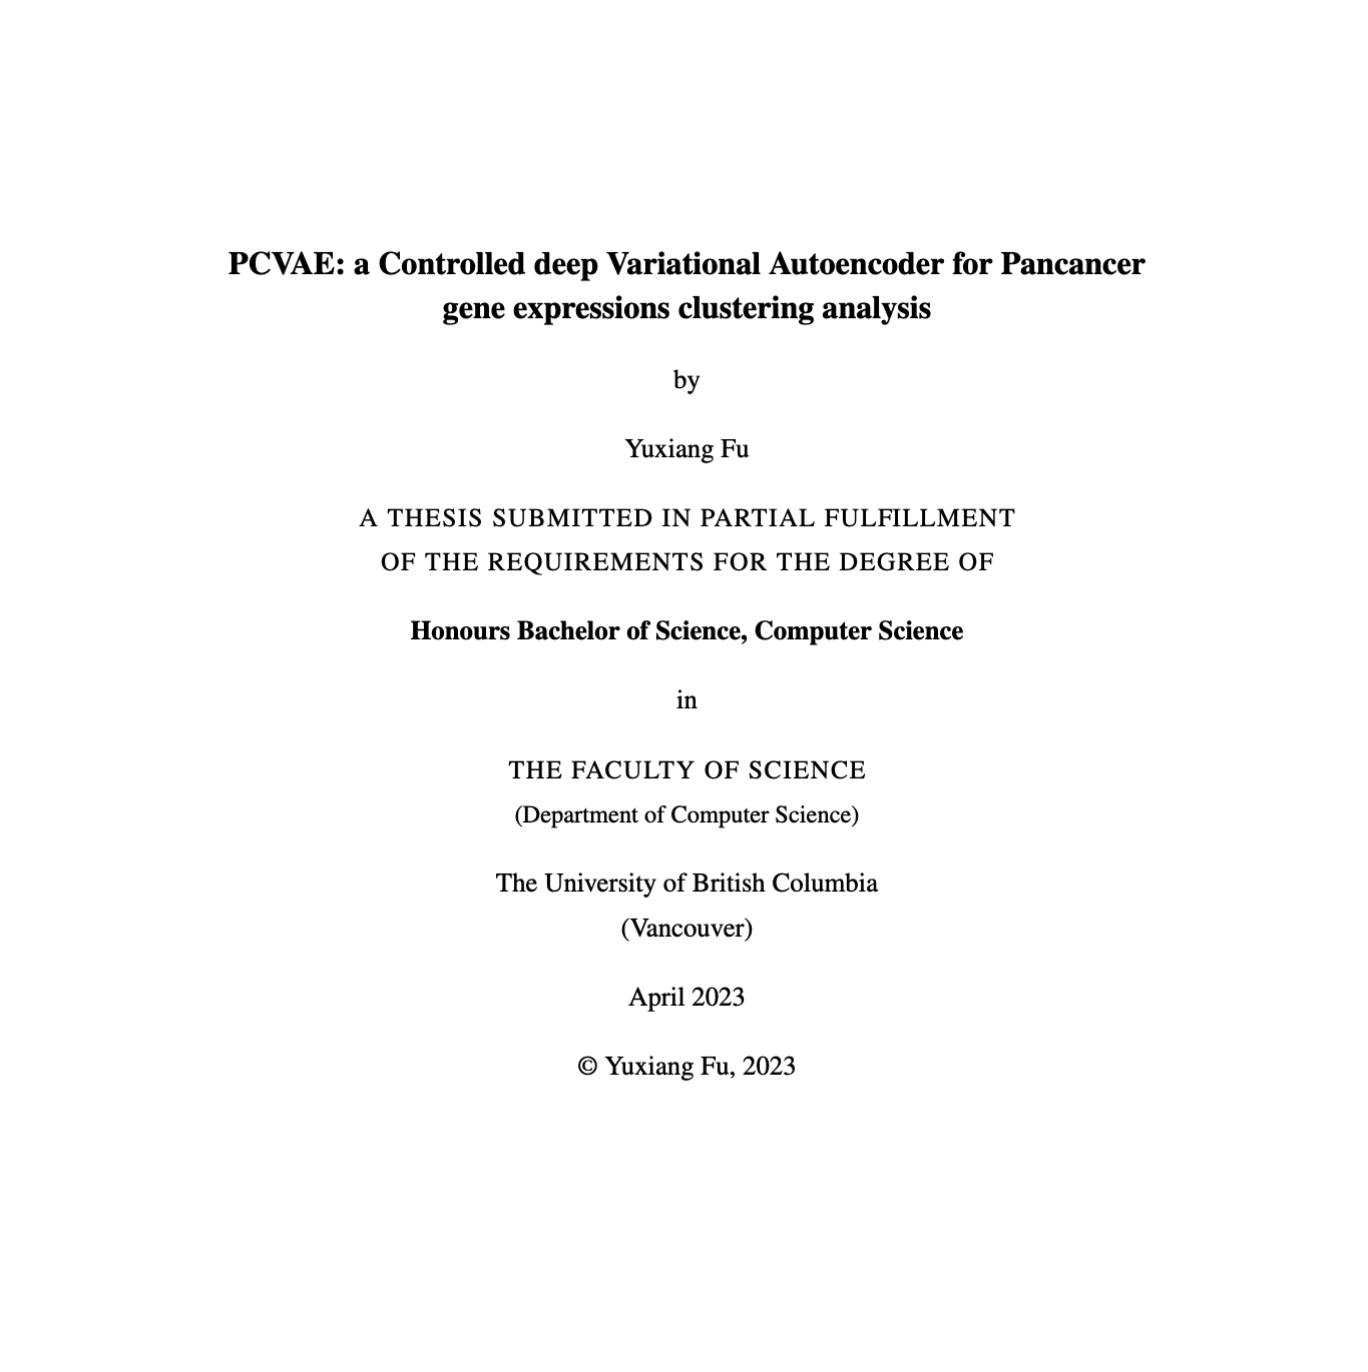 PCVAE: a Controlled deep Variational Autoencoder for Pancancer
gene expressions clustering analysis
by
Yuxiang Fu
A THESIS SUBMITTED IN PARTIAL FULFILLMENT
OF THE REQUIREMENTS FOR THE DEGREE OF
Honours Bachelor of Science, Computer Science
in
THE FACULTY OF SCIENCE
(Department of Computer Science)
The University of British Columbia
(Vancouver)
April 2023
© Yuxiang Fu, 2023